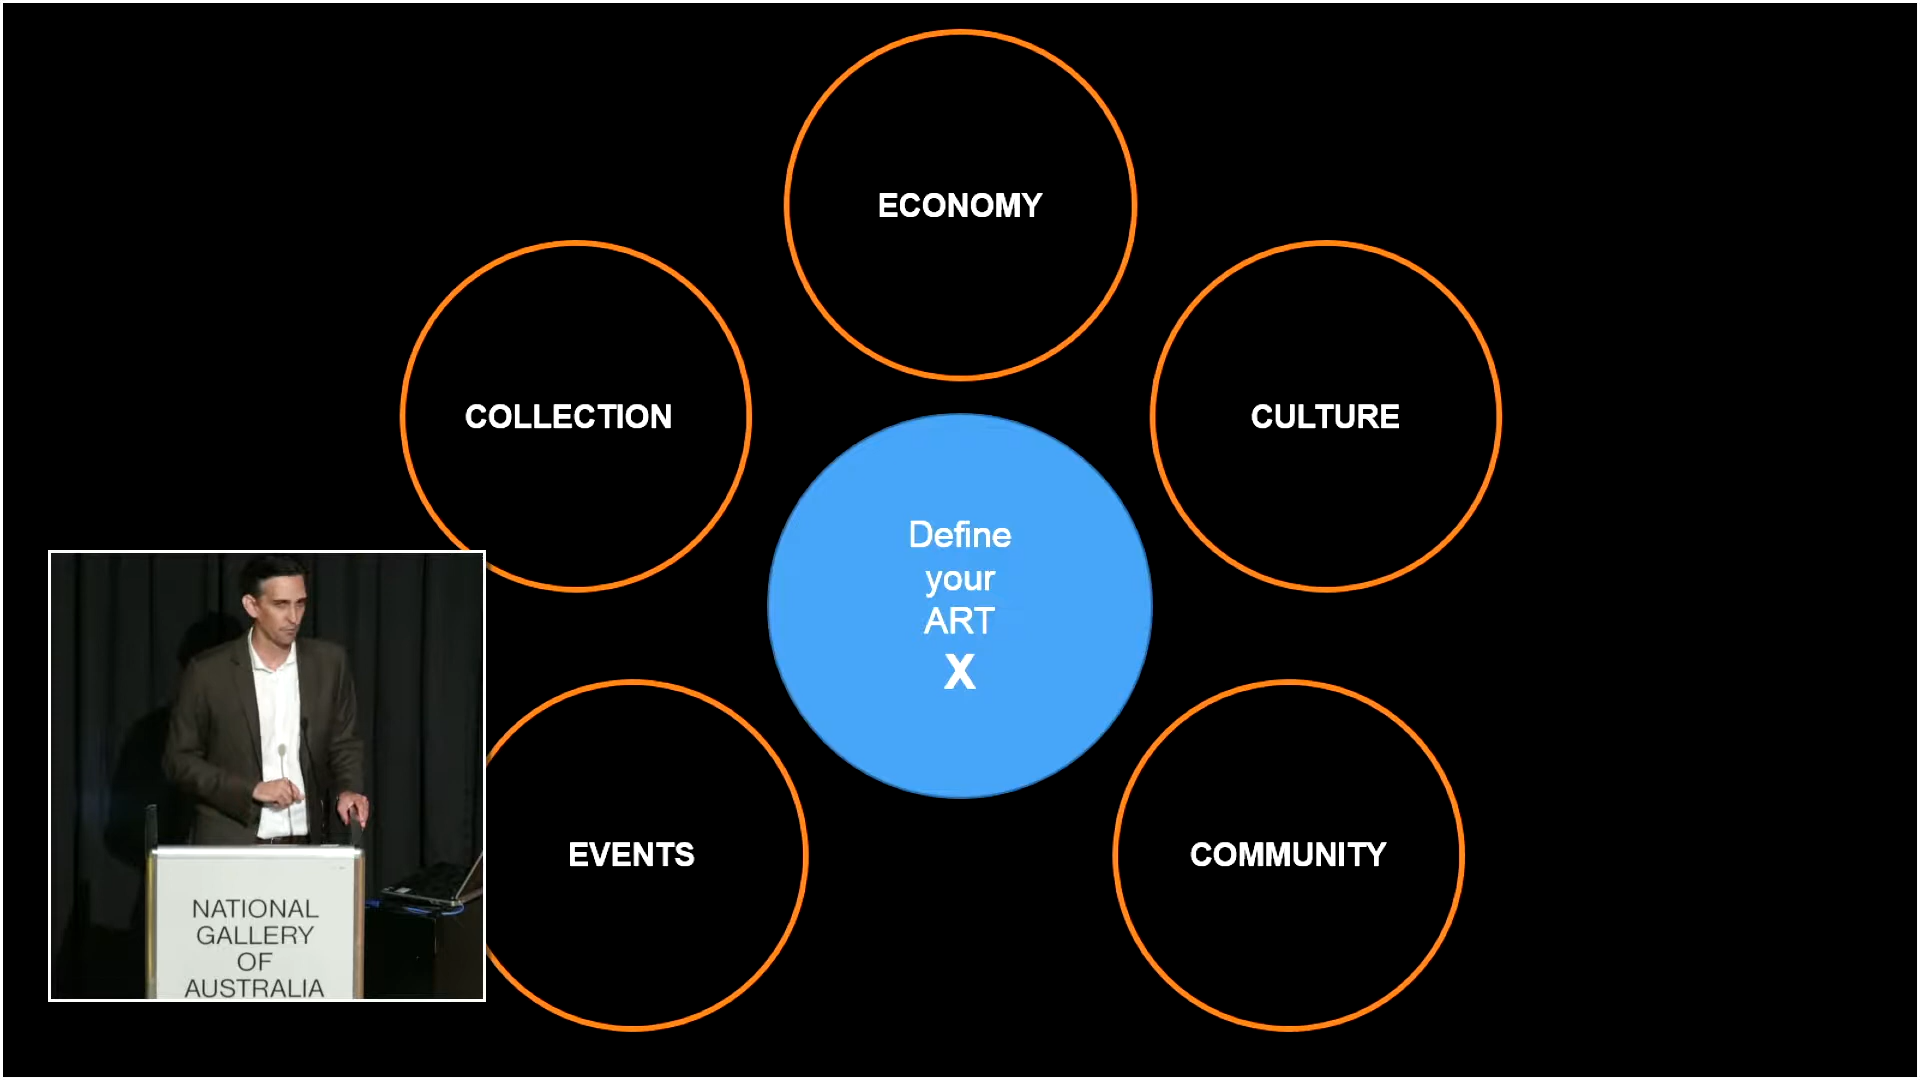 ECONOMY
COLLECTION
CULTURE
Define
your
ART
X
EVENTS
COMMUNITY
NATIONAL
GALLERY
OF
AUSTRALIA